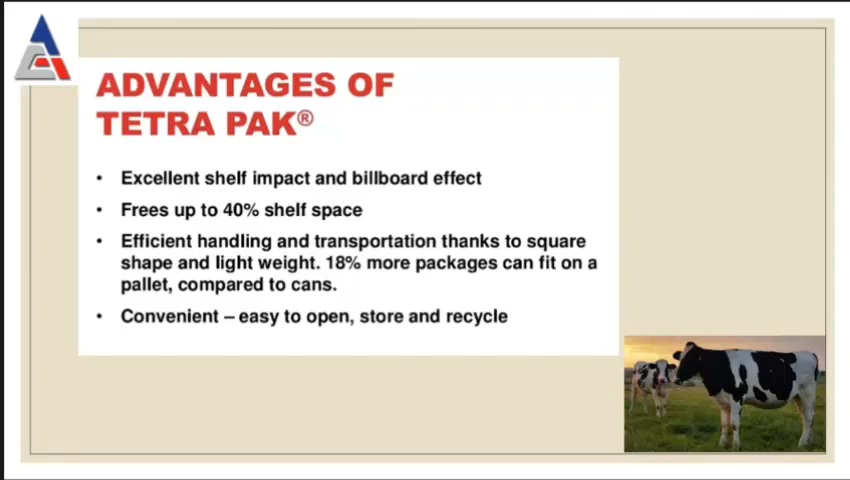 ADVANTAGES OF
TETRA PAK®
• Excellent shelf impact and billboard effect
• Frees up to 40% shelf space
• Efficient handling and transportation thanks to square
shape and light weight. 18% more packages can fit on a
pallet, compared to cans.
• Convenient – easy to open, store and recycle